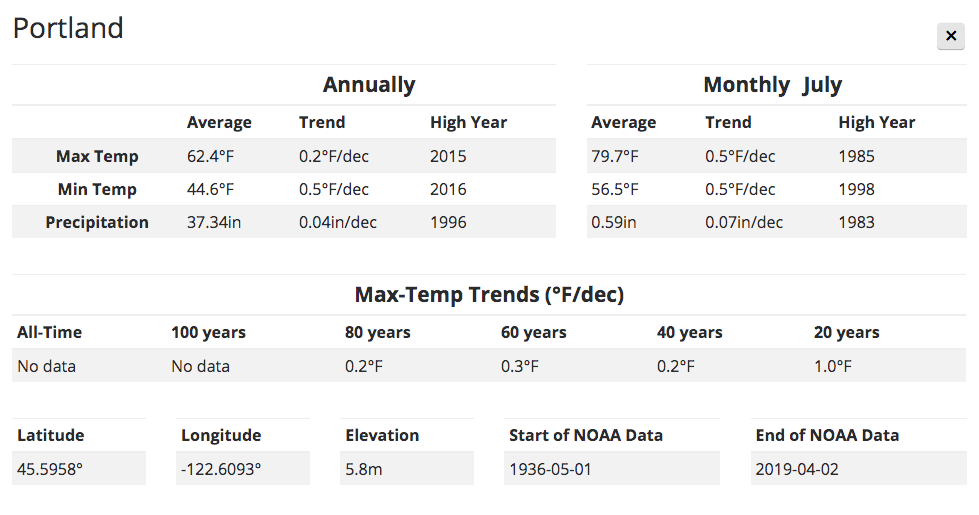 Portland
×
Annually Monthly July
Average Trend High Year Average Trend High Year
Max Temp 62.4°F 0.2°F/dec 2015 79.7°F 0.5°F/dec 1985
Min Temp 44.6°F 0.5°F/dec 2016 56.5°F 0.5°F/dec 1998
Precipitation 37.34in 0.04in/dec 1996 0.59in 0.07in/dec 1983
Max-Temp Trends (°F/dec)
All-Time 100 years 80 years 60 years 40 years 20 years
No data No data 0.2°F 0.3°F 0.2°F 1.0°F
Latitude Longitude Elevation Start of NOAA Data End of NOAA Data
45.5958° -122.6093° 5.8m 1936-05-01 2019-04-02